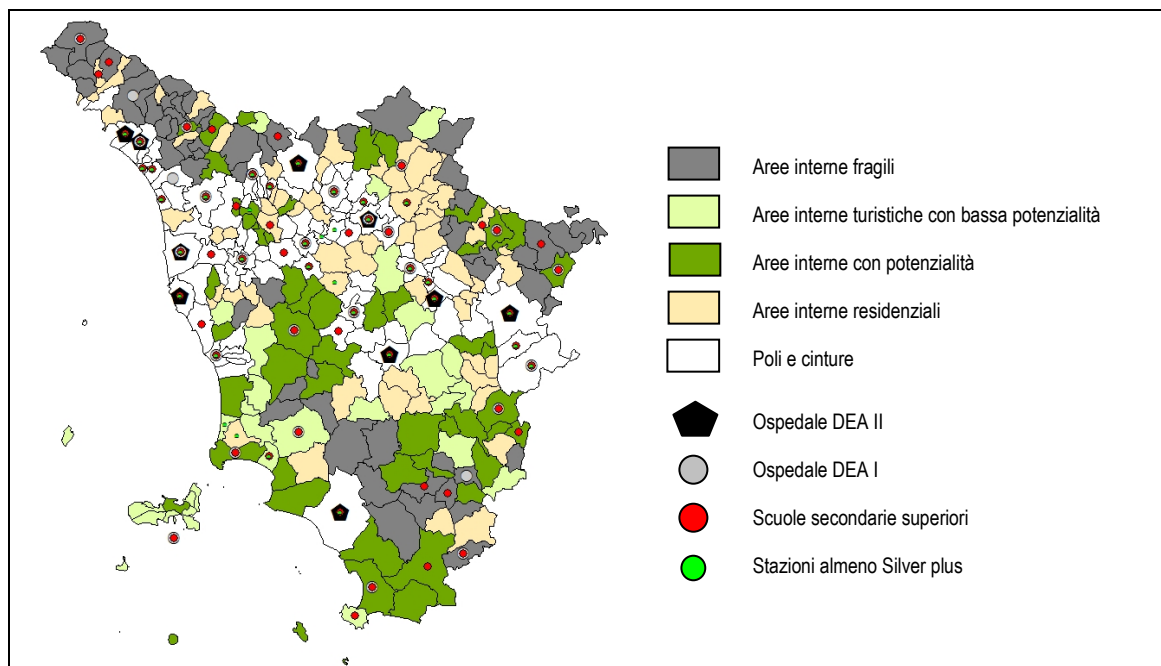 Aree interne fragili
Aree interne turistiche con bassa potenzialità
Aree interne con potenzialità
Aree interne residenziali
Poli e cinture
Ospedale DEA II
Ospedale DEA I
Scuole secondarie superiori
Stazioni almeno Silver plus